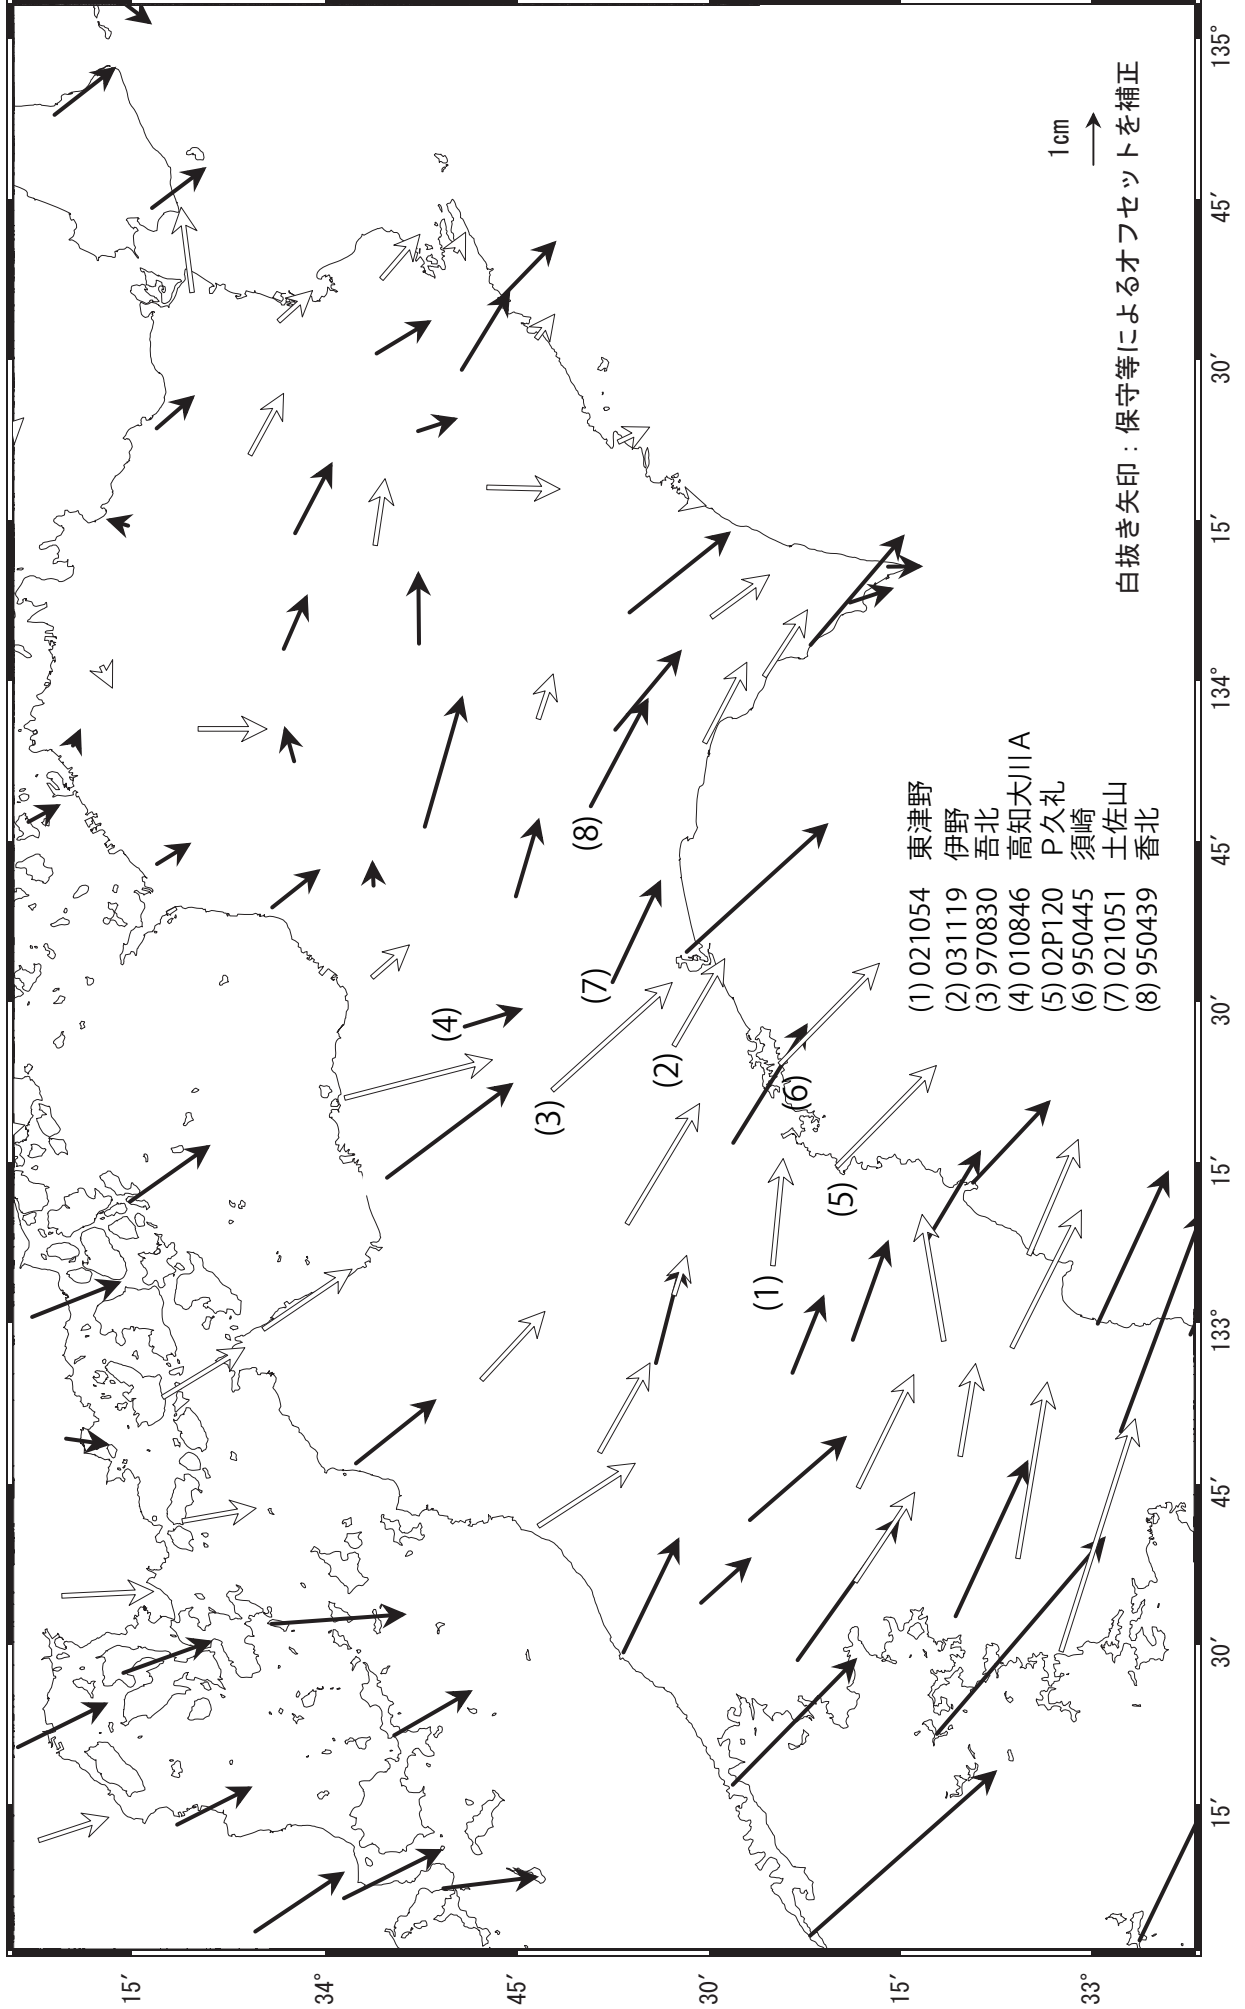 15′
34°
45′
30′
15′
33°
15′
30′
45′
133°
15′
30′
45′
134°
15′
30′
45′
135°
(1)
(2)
(3)
(4)
(5)
(6)
(7)
(8)
(1) 021054 東津野
(2) 031119 伊野
(3) 970830 吾北
(4) 010846 高知大川A
(5) 02P120 P久礼
(6) 950445 須崎
(7) 021051 土佐山
(8) 950439 香北
1cm
白抜き矢印：保守等によるオフセットを補正